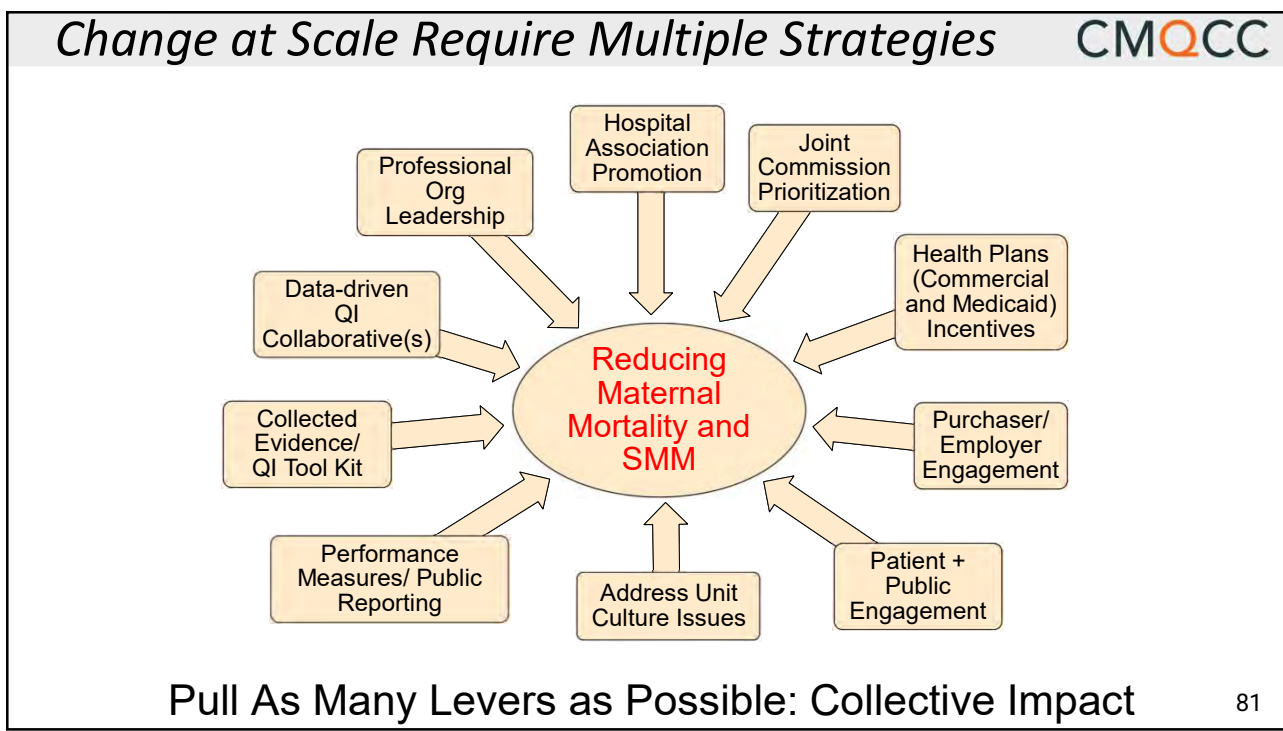 Change at Scale Require Multiple Strategies
CMQCC
Hospital
Association
Promotion
Joint
Commission
Prioritization
Professional
Org
Leadership
Health Plans
(Commercial
and Medicaid)
Incentives
Data-driven
QI
Collaborative(s)
Reducing
Maternal
Mortality and
SMM
Collected
Evidence/
QI Tool Kit
Purchaser/
Employer
Engagement
Performance
Measures/ Public
Reporting
Address Unit
Culture Issues
Patient +
Public
Engagement
Pull As Many Levers as Possible: Collective Impact
81